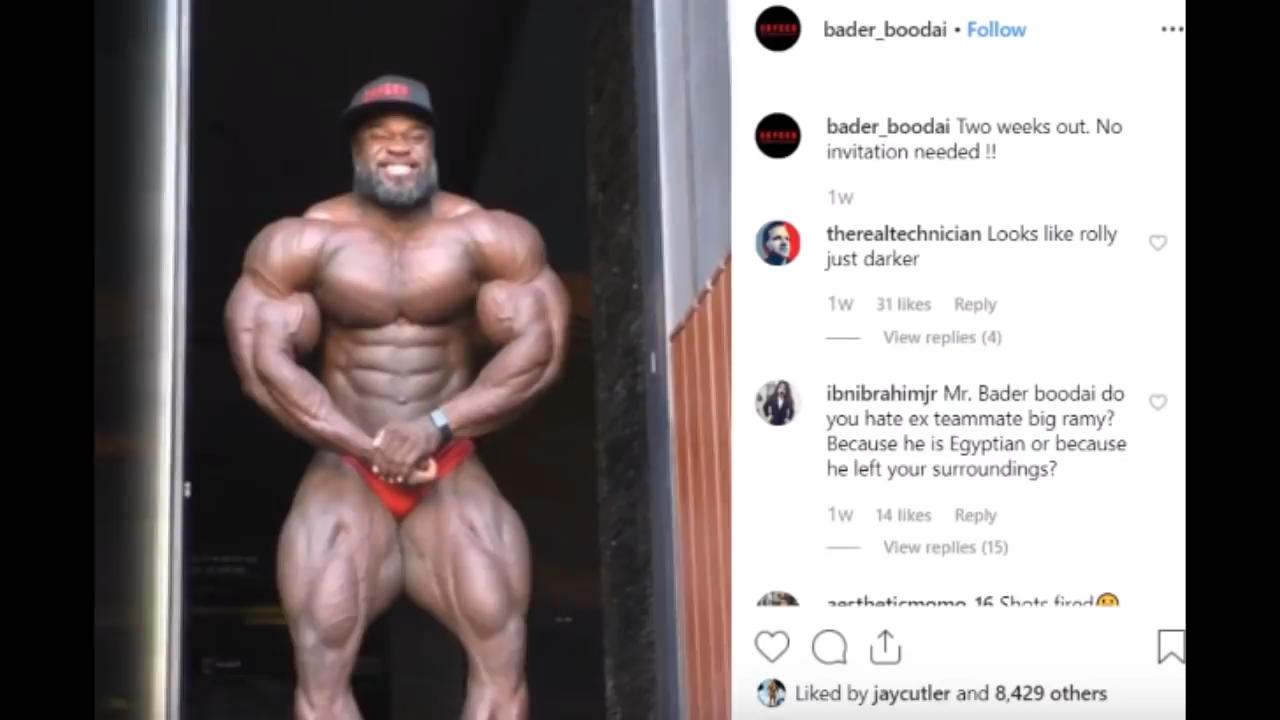 bader_boodai • Follow
bader_boodai Two weeks out. No
invitation needed !!
1w
therealtechnician Looks like rolly
just darker
1w 31 likes Reply
View replies (4)
ibnibrahimjr Mr. Bader boodai do
you hate ex teammate big ramy?
Because he is Egyptian or because
he left your surroundings?
1w 14 likes Reply
View replies (15)
aestheticmomo_16 Shots fired
Liked by jaycutler and 8,429 others